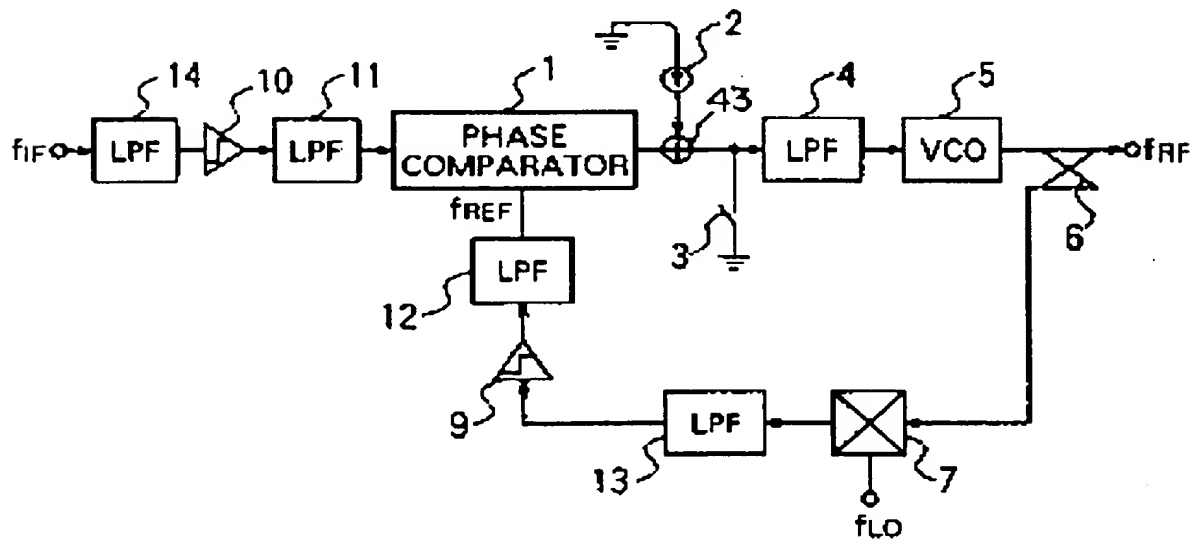 2
14
10
11
1
43
4
5
fIF
LPF
LPF
PHASE
COMPARATOR
LPF
VCO
fRF
fREF
3
6
LPF
12
9
LPF
13
7
fLO